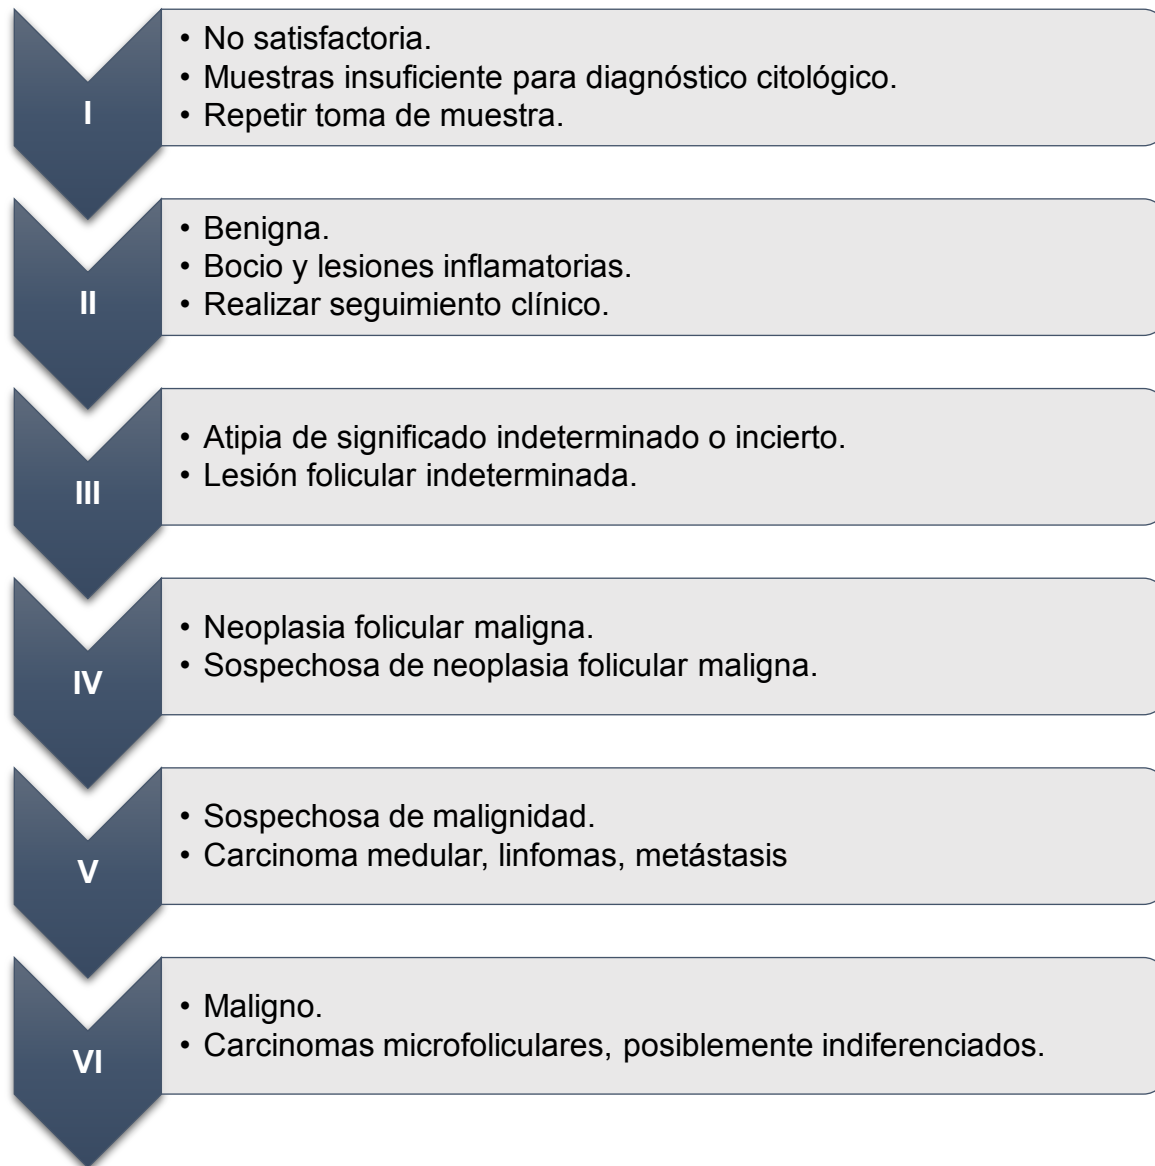 I
• No satisfactoria.
• Muestras insuficiente para diagnóstico citológico.
• Repetir toma de muestra.
II
• Benigna.
• Bocio y lesiones inflamatorias.
• Realizar seguimiento clínico.
III
• Atipia de significado indeterminado o incierto.
• Lesión folicular indeterminada.
IV
• Neoplasia folicular maligna.
• Sospechosa de neoplasia folicular maligna.
V
• Sospechosa de malignidad.
• Carcinoma medular, linfomas, metástasis
VI
• Maligno.
• Carcinomas microfoliculares, posiblemente indiferenciados.